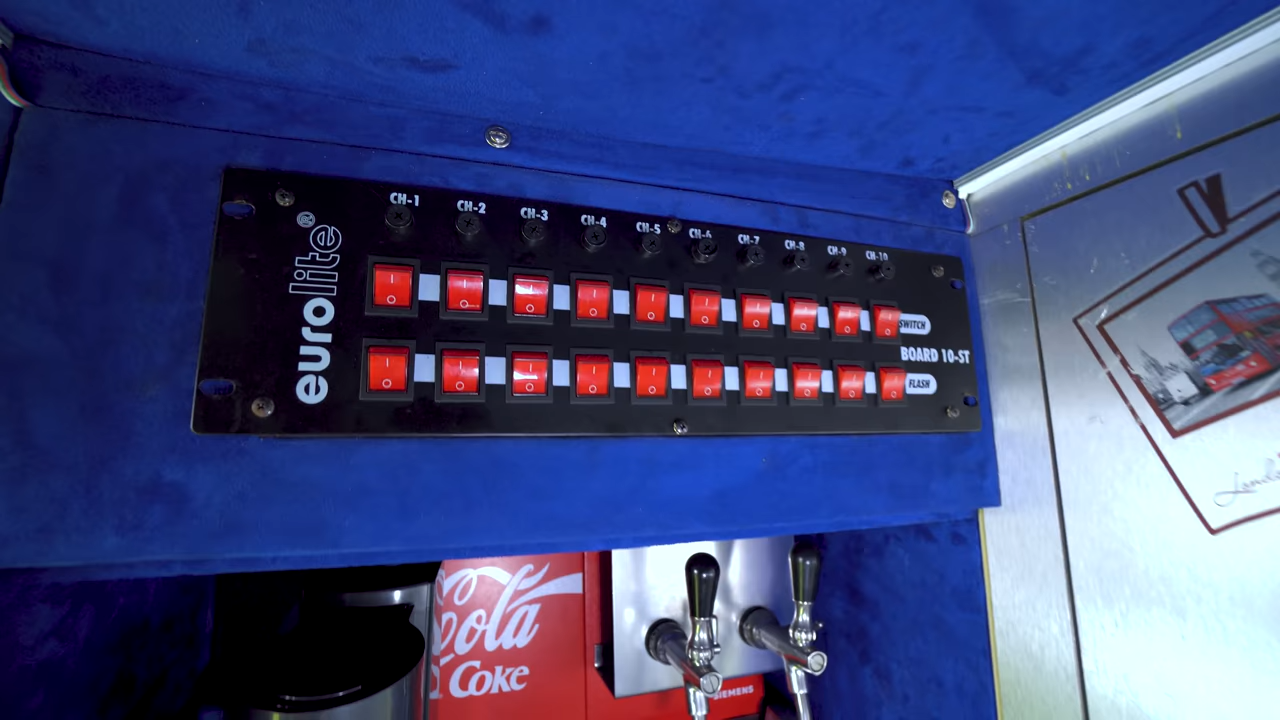 CH-1 CH-2 CH-3 CH-4 CH-5 CH-6 CH-7 CH-8 CH-9 CH-10
eurolite®
SWITCH
BOARD 10-ST
FLASH
Cola
Coke
SIEMENS